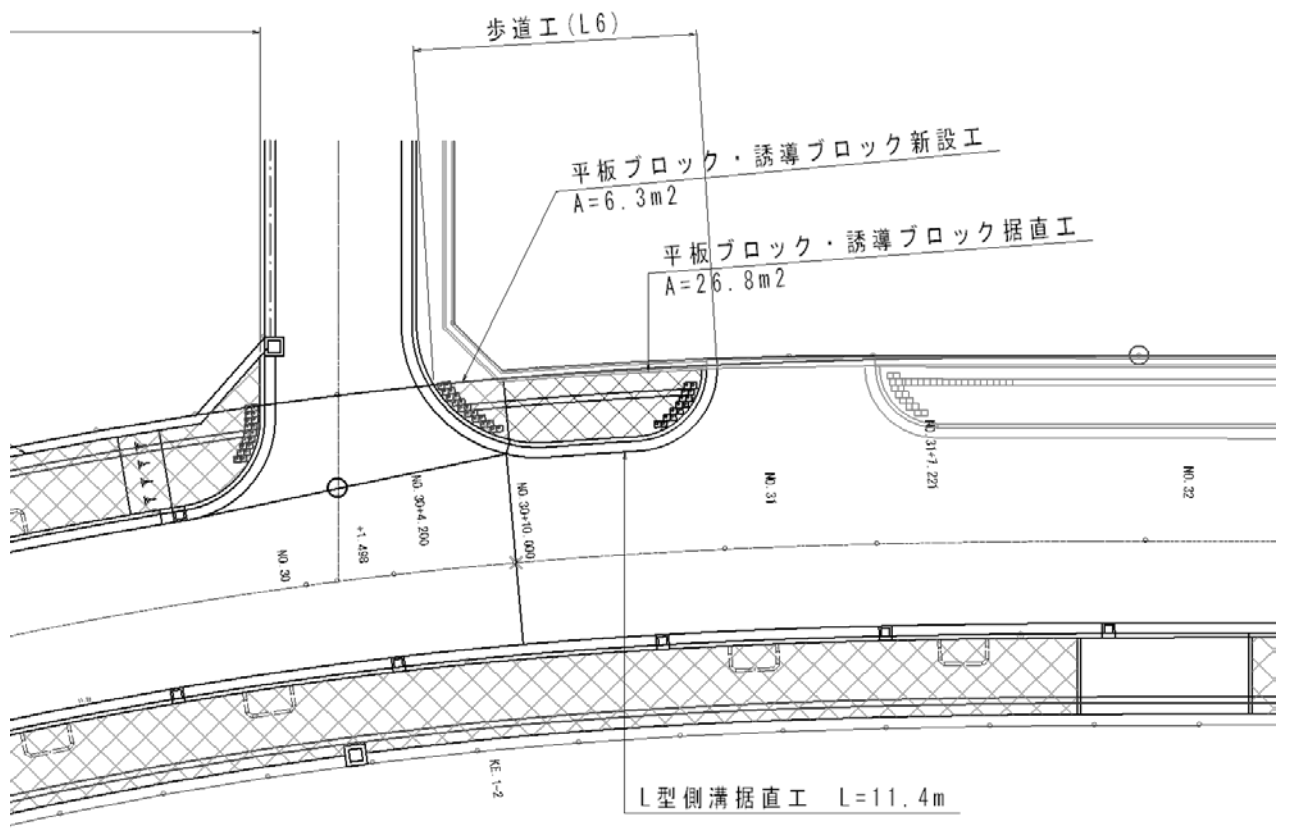 歩道工(L6)
平板ブロック・誘導ブロック新設工
A=6.3m2
平板ブロック・誘導ブロック据直工
A=26.8m2
NO.30
+1.498
NO.30+4.200
NO.30+10.000
NO.31
NO.31+7.221
NO.32
KE.1-2
L型側溝据直工 L=11.4m